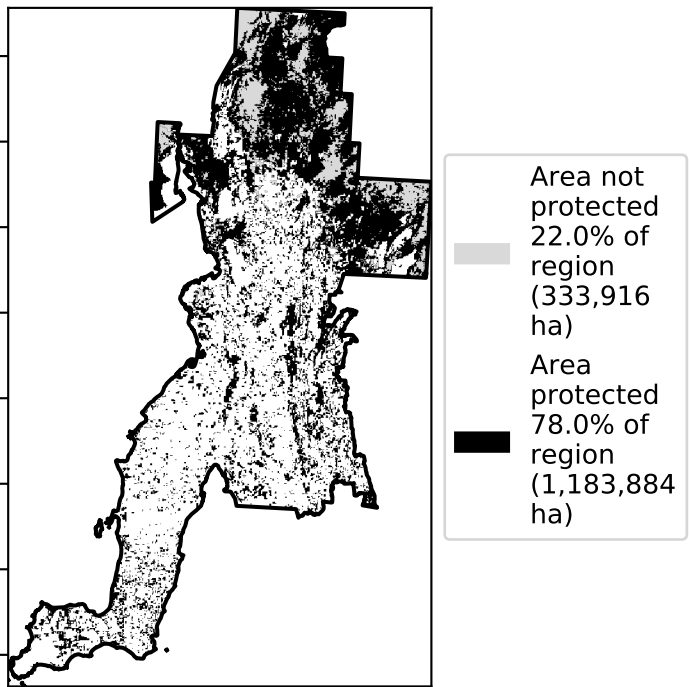 Area not
protected
22.0% of
region
(333,916
ha)
Area
protected
78.0% of
region
(1,183,884
ha)